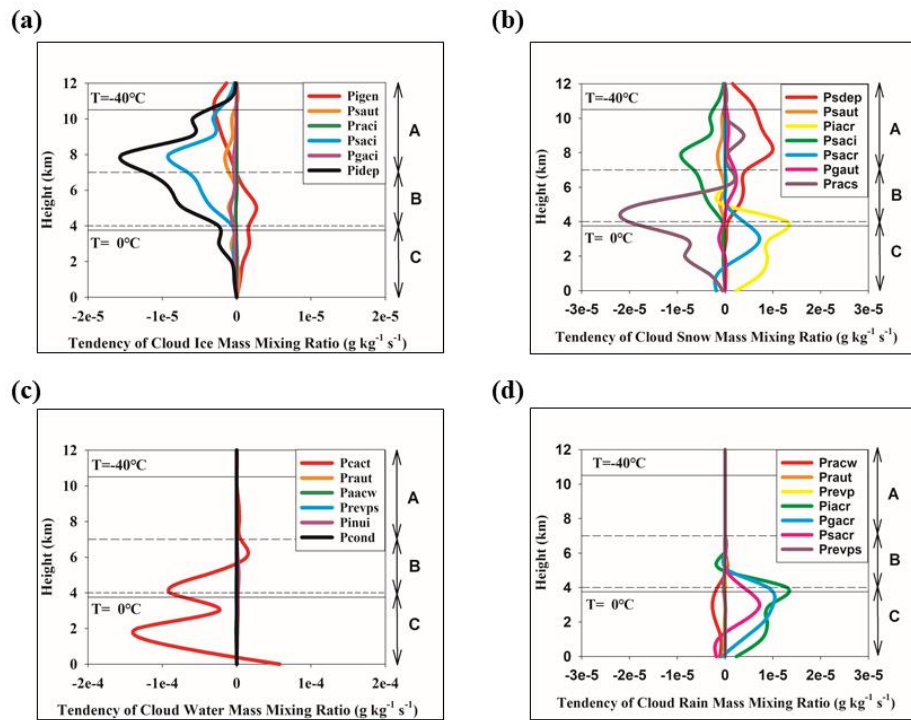 (a)
12
10
8
6
4
2
0
Height (km)
T=-40°C
T= 0°C
Pigen
Psaut
Praci
Psaci
Pgaci
Pidep
A
B
C
-2e-5 -1e-5 0 1e-5 2e-5
Tendency of Cloud Ice Mass Mixing Ratio (g kg-1 s-1)
(b)
12
10
8
6
4
2
0
Height (km)
T=-40°C
T= 0°C
Psdep
Psaut
Piacr
Psaci
Psacr
Pgaut
Pracs
A
B
C
-3e-5 -2e-5 -1e-5 0 1e-5 2e-5 3e-5
Tendency of Cloud Snow Mass Mixing Ratio (g kg-1 s-1)
(c)
12
10
8
6
4
2
0
Height (km)
T=-40°C
T= 0°C
Pcact
Praut
Paacw
Prevps
Pinui
Pcond
A
B
C
-2e-4 -1e-4 0 1e-4 2e-4
Tendency of Cloud Water Mass Mixing Ratio (g kg-1 s-1)
(d)
12
10
8
6
4
2
0
Height (km)
T=-40°C
T= 0°C
Pracw
Praut
Prevp
Piacr
Pgacr
Psacr
Prevps
A
B
C
-3e-5 -2e-5 -1e-5 0 1e-5 2e-5 3e-5
Tendency of Cloud Rain Mass Mixing Ratio (g kg-1 s-1)